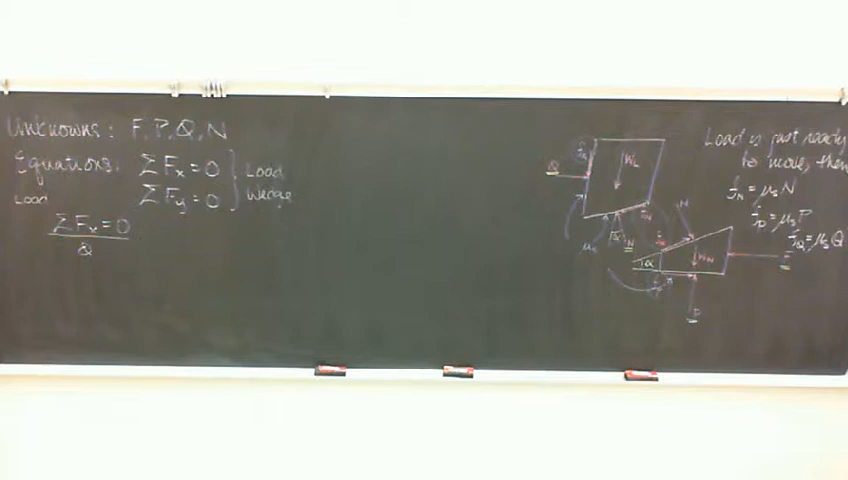 Unknowns: F, P, Q, N
Equations: ΣFx = 0 } Load
ΣFy = 0 } Wedge
Load
ΣFx = 0
Q
Q
WL
N
N
α
WN
P
Load is just ready
to move, then
fN = μs N
fP = μs P
fQ = μs Q